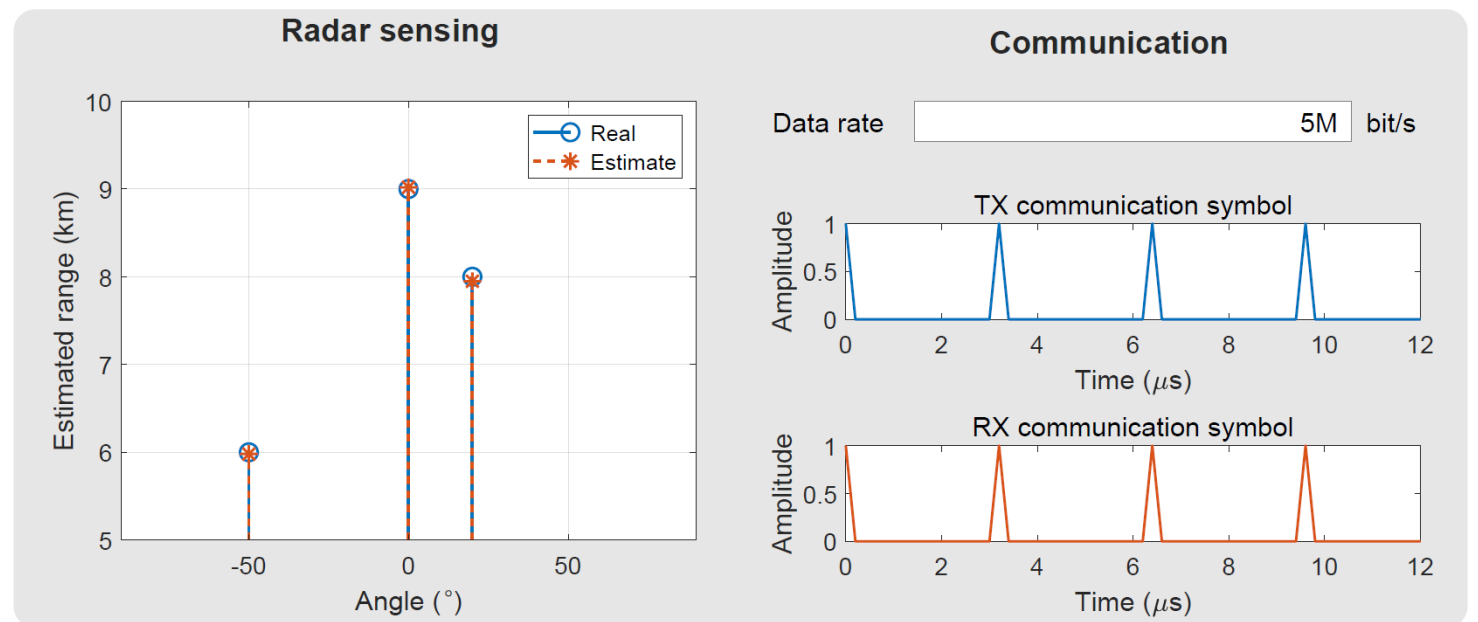 Radar sensing
Estimated range (km)
10
9
8
7
6
5
-50 0 50
Angle (°)
Real
Estimate
Communication
Data rate 5M bit/s
TX communication symbol
Amplitude
1
0.5
0
0 2 4 6 8 10 12
Time (μs)
RX communication symbol
Amplitude
1
0.5
0
0 2 4 6 8 10 12
Time (μs)